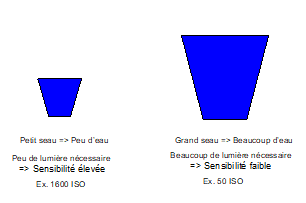 Petit seau => Peu d'eau
Peu de lumière nécessaire
=> Sensibilité élevée
Ex. 1600 ISO
Grand seau => Beaucoup d'eau
Beaucoup de lumière nécessaire
=> Sensibilité faible
Ex. 50 ISO